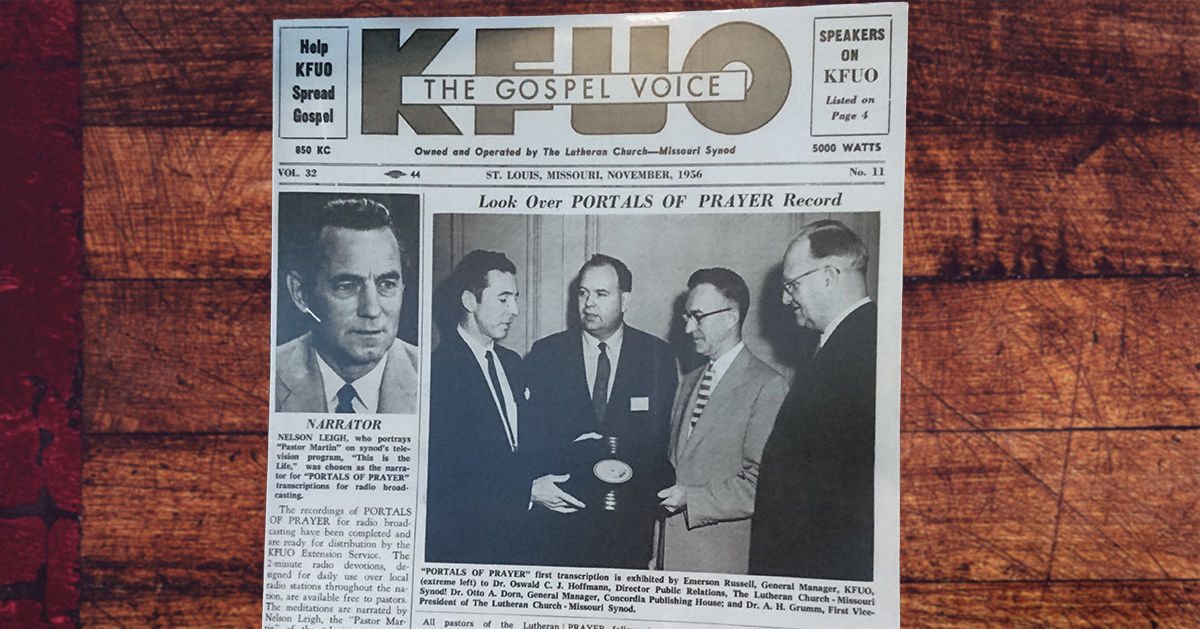 Help
KFUO
Spread
Gospel
850 KC
KFUO
THE GOSPEL VOICE
Owned and Operated by The Lutheran Church—Missouri Synod
SPEAKERS
ON
KFUO
Listed on
Page 4
5000 WATTS
VOL. 32
44
ST. LOUIS, MISSOURI, NOVEMBER, 1956
No. 11
NARRATOR
NELSON LEIGH, who portrays
"Pastor Martin" on synod's tele-
vision program, "This is the
Life," was chosen as the narra-
tor for "PORTALS OF PRAYER"
transcriptions for radio broad-
casting.
The recordings of PORTALS
OF PRAYER for radio broad-
casting have been completed and
are ready for distribution by the
KFUO Extension Service. The
2-minute radio devotions, de-
signed for daily use over local
radio stations throughout the na-
tion, are available free to pastors.
The meditations are narrated by
Nelson Leigh, the "Pastor Mar-
Look Over PORTALS OF PRAYER Record
"PORTALS OF PRAYER" first transcription is exhibited by Emerson Russell, General Manager, KFUO,
(extreme left) to Dr. Oswald C. J. Hoffmann, Director Public Relations, The Lutheran Church - Missouri
Synod! Dr. Otto A. Dorn, General Manager, Concordia Publishing House; and Dr. A. H. Grumm, First Vice-
President of The Lutheran Church - Missouri Synod.
All pastors of the Lutheran